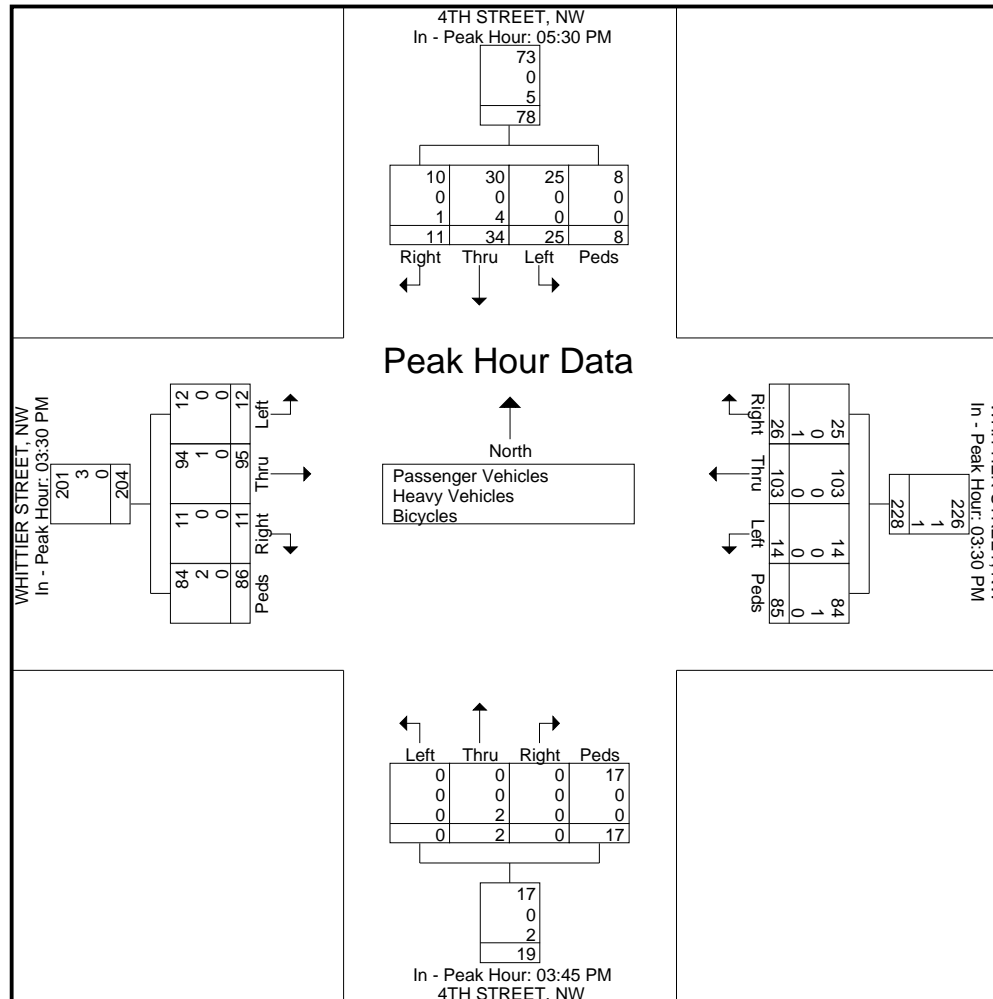 4TH STREET, NW
In - Peak Hour: 05:30 PM
73
0
5
78
10 30 25 8
0 0 0 0
1 4 0 0
11 34 25 8
Right Thru Left Peds
Peak Hour Data
North
Passenger Vehicles
Heavy Vehicles
Bicycles
WHITTIER STREET, NW
In - Peak Hour: 03:30 PM
201
3
0
204
12 94 11 84
0 1 0 2
0 0 0 0
12 95 11 86
Left Thru Right Peds
In - Peak Hour: 03:30 PM
226
1
1
228
84 14 103 25
1 0 0 0
0 0 0 1
85 14 103 26
Peds Left Thru Right
Left Thru Right Peds
0 0 0 17
0 0 0 0
0 2 0 0
0 2 0 17
17
0
2
19
In - Peak Hour: 03:45 PM
4TH STREET, NW